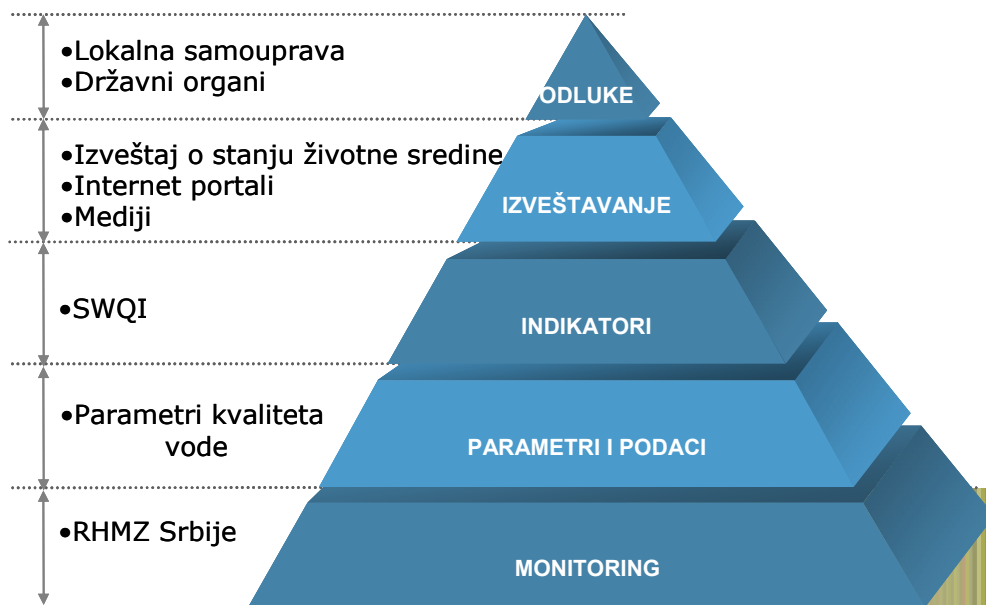 •Lokalna samouprava
•Državni organi
ODLUKE
•Izveštaj o stanju životne sredine
•Internet portali
•Mediji
IZVEŠTAVANJE
•SWQI
INDIKATORI
•Parametri kvaliteta
vode
PARAMETRI I PODACI
•RHMZ Srbije
MONITORING